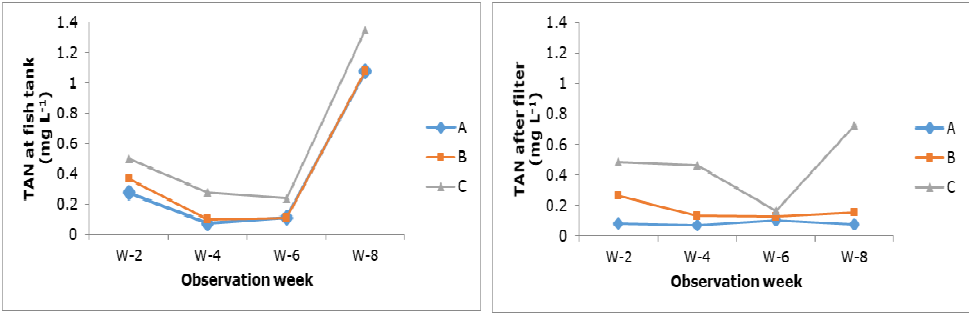 TAN at fish tank
(mg L⁻¹)
1.4
1.2
1
0.8
0.6
0.4
0.2
0
W-2 W-4 W-6 W-8
Observation week
A
B
C
TAN after filter
(mg L⁻¹)
1.4
1.2
1
0.8
0.6
0.4
0.2
0
W-2 W-4 W-6 W-8
Observation week
A
B
C